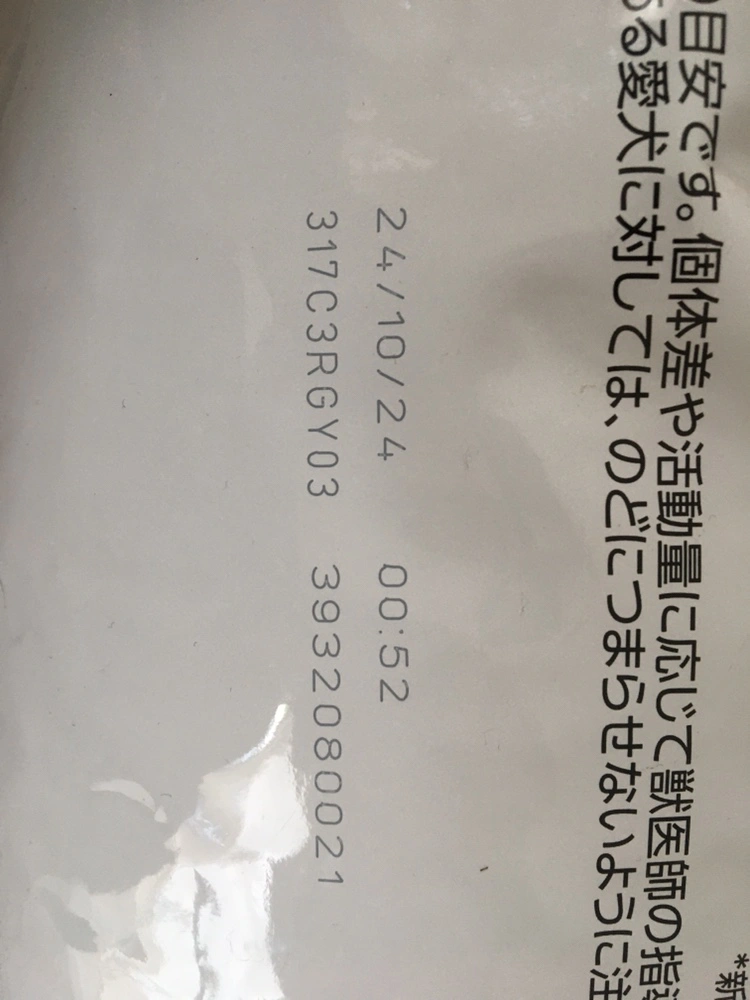 目安です。個体差や活動量に応じて獣医師の指
ある愛犬に対しては、のどにつまらせないように注
*新
24/10/24 00:52
317C3RGY03 3932080021